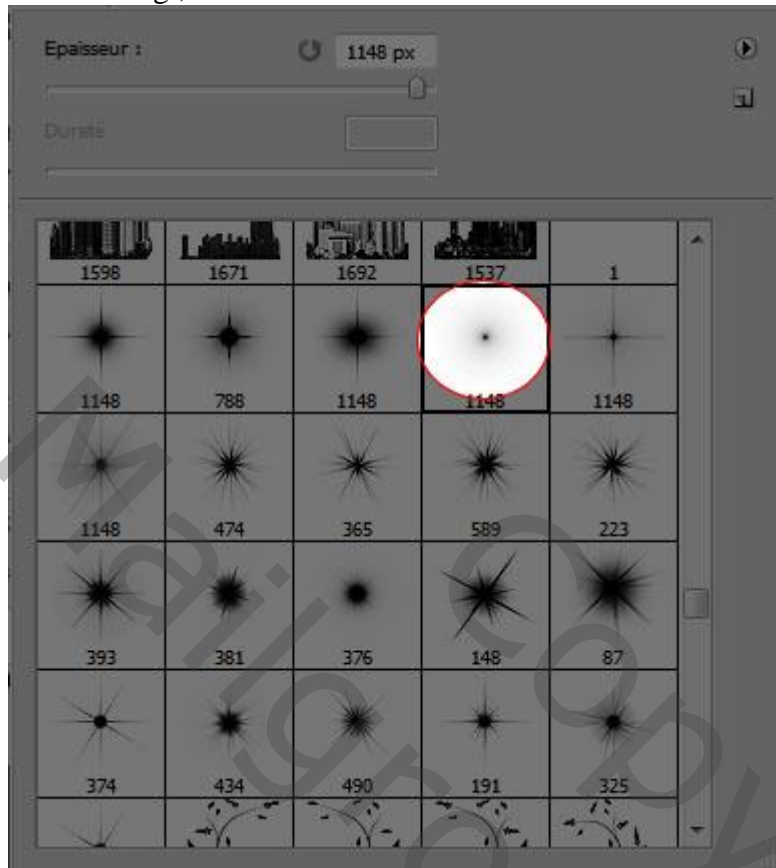 Epaisseur :
1148 px
Dureté
1598 1671 1692 1537 1
1148 788 1148 1148 1148
1148 474 365 589 223
393 381 376 148 87
374 434 490 191 325